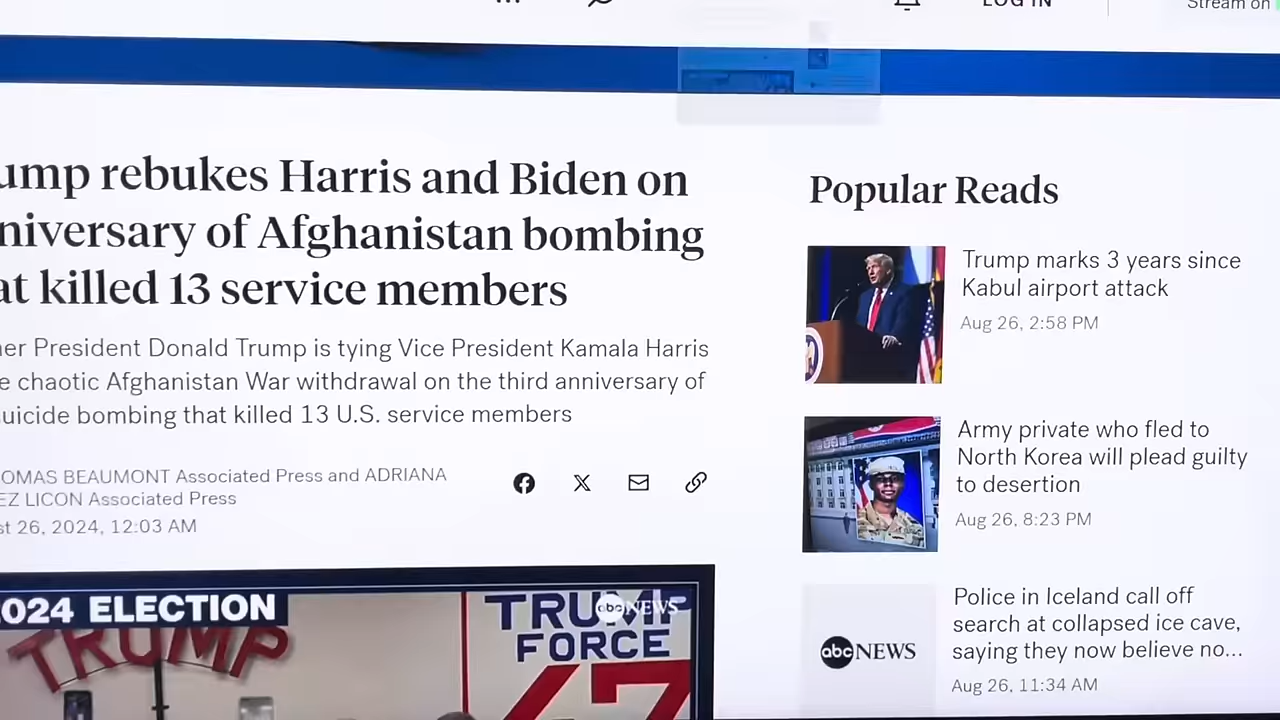 LOG IN
Stream on
ump rebukes Harris and Biden on
niversary of Afghanistan bombing
at killed 13 service members
er President Donald Trump is tying Vice President Kamala Harris
e chaotic Afghanistan War withdrawal on the third anniversary of
uicide bombing that killed 13 U.S. service members
OMAS BEAUMONT Associated Press and ADRIANA
EZ LICON Associated Press
st 26, 2024, 12:03 AM
2024 ELECTION
TRUMP
TRUMP
FORCE
47
abc NEWS
Popular Reads
Trump marks 3 years since
Kabul airport attack
Aug 26, 2:58 PM
Army private who fled to
North Korea will plead guilty
to desertion
Aug 26, 8:23 PM
abc NEWS
Police in Iceland call off
search at collapsed ice cave,
saying they now believe no...
Aug 26, 11:34 AM